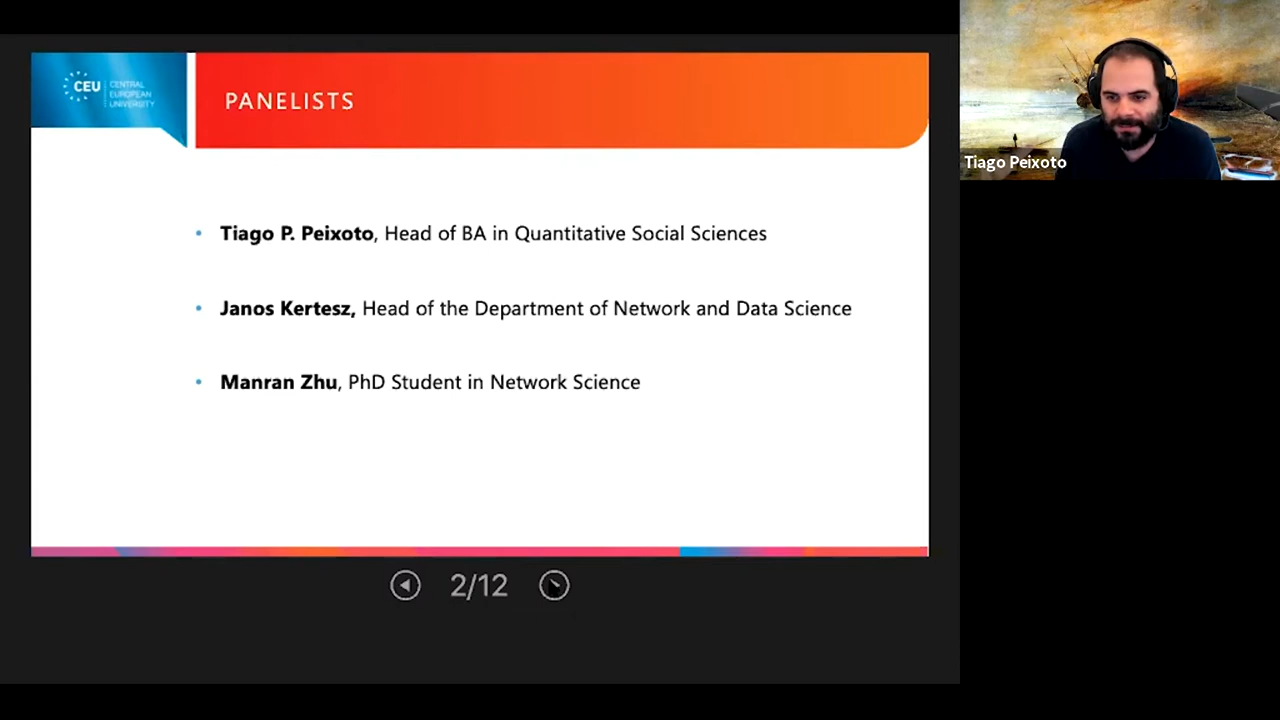 CEU
CENTRAL
EUROPEAN
UNIVERSITY
PANELISTS
Tiago Peixoto
• Tiago P. Peixoto, Head of BA in Quantitative Social Sciences
• Janos Kertesz, Head of the Department of Network and Data Science
• Manran Zhu, PhD Student in Network Science
2/12